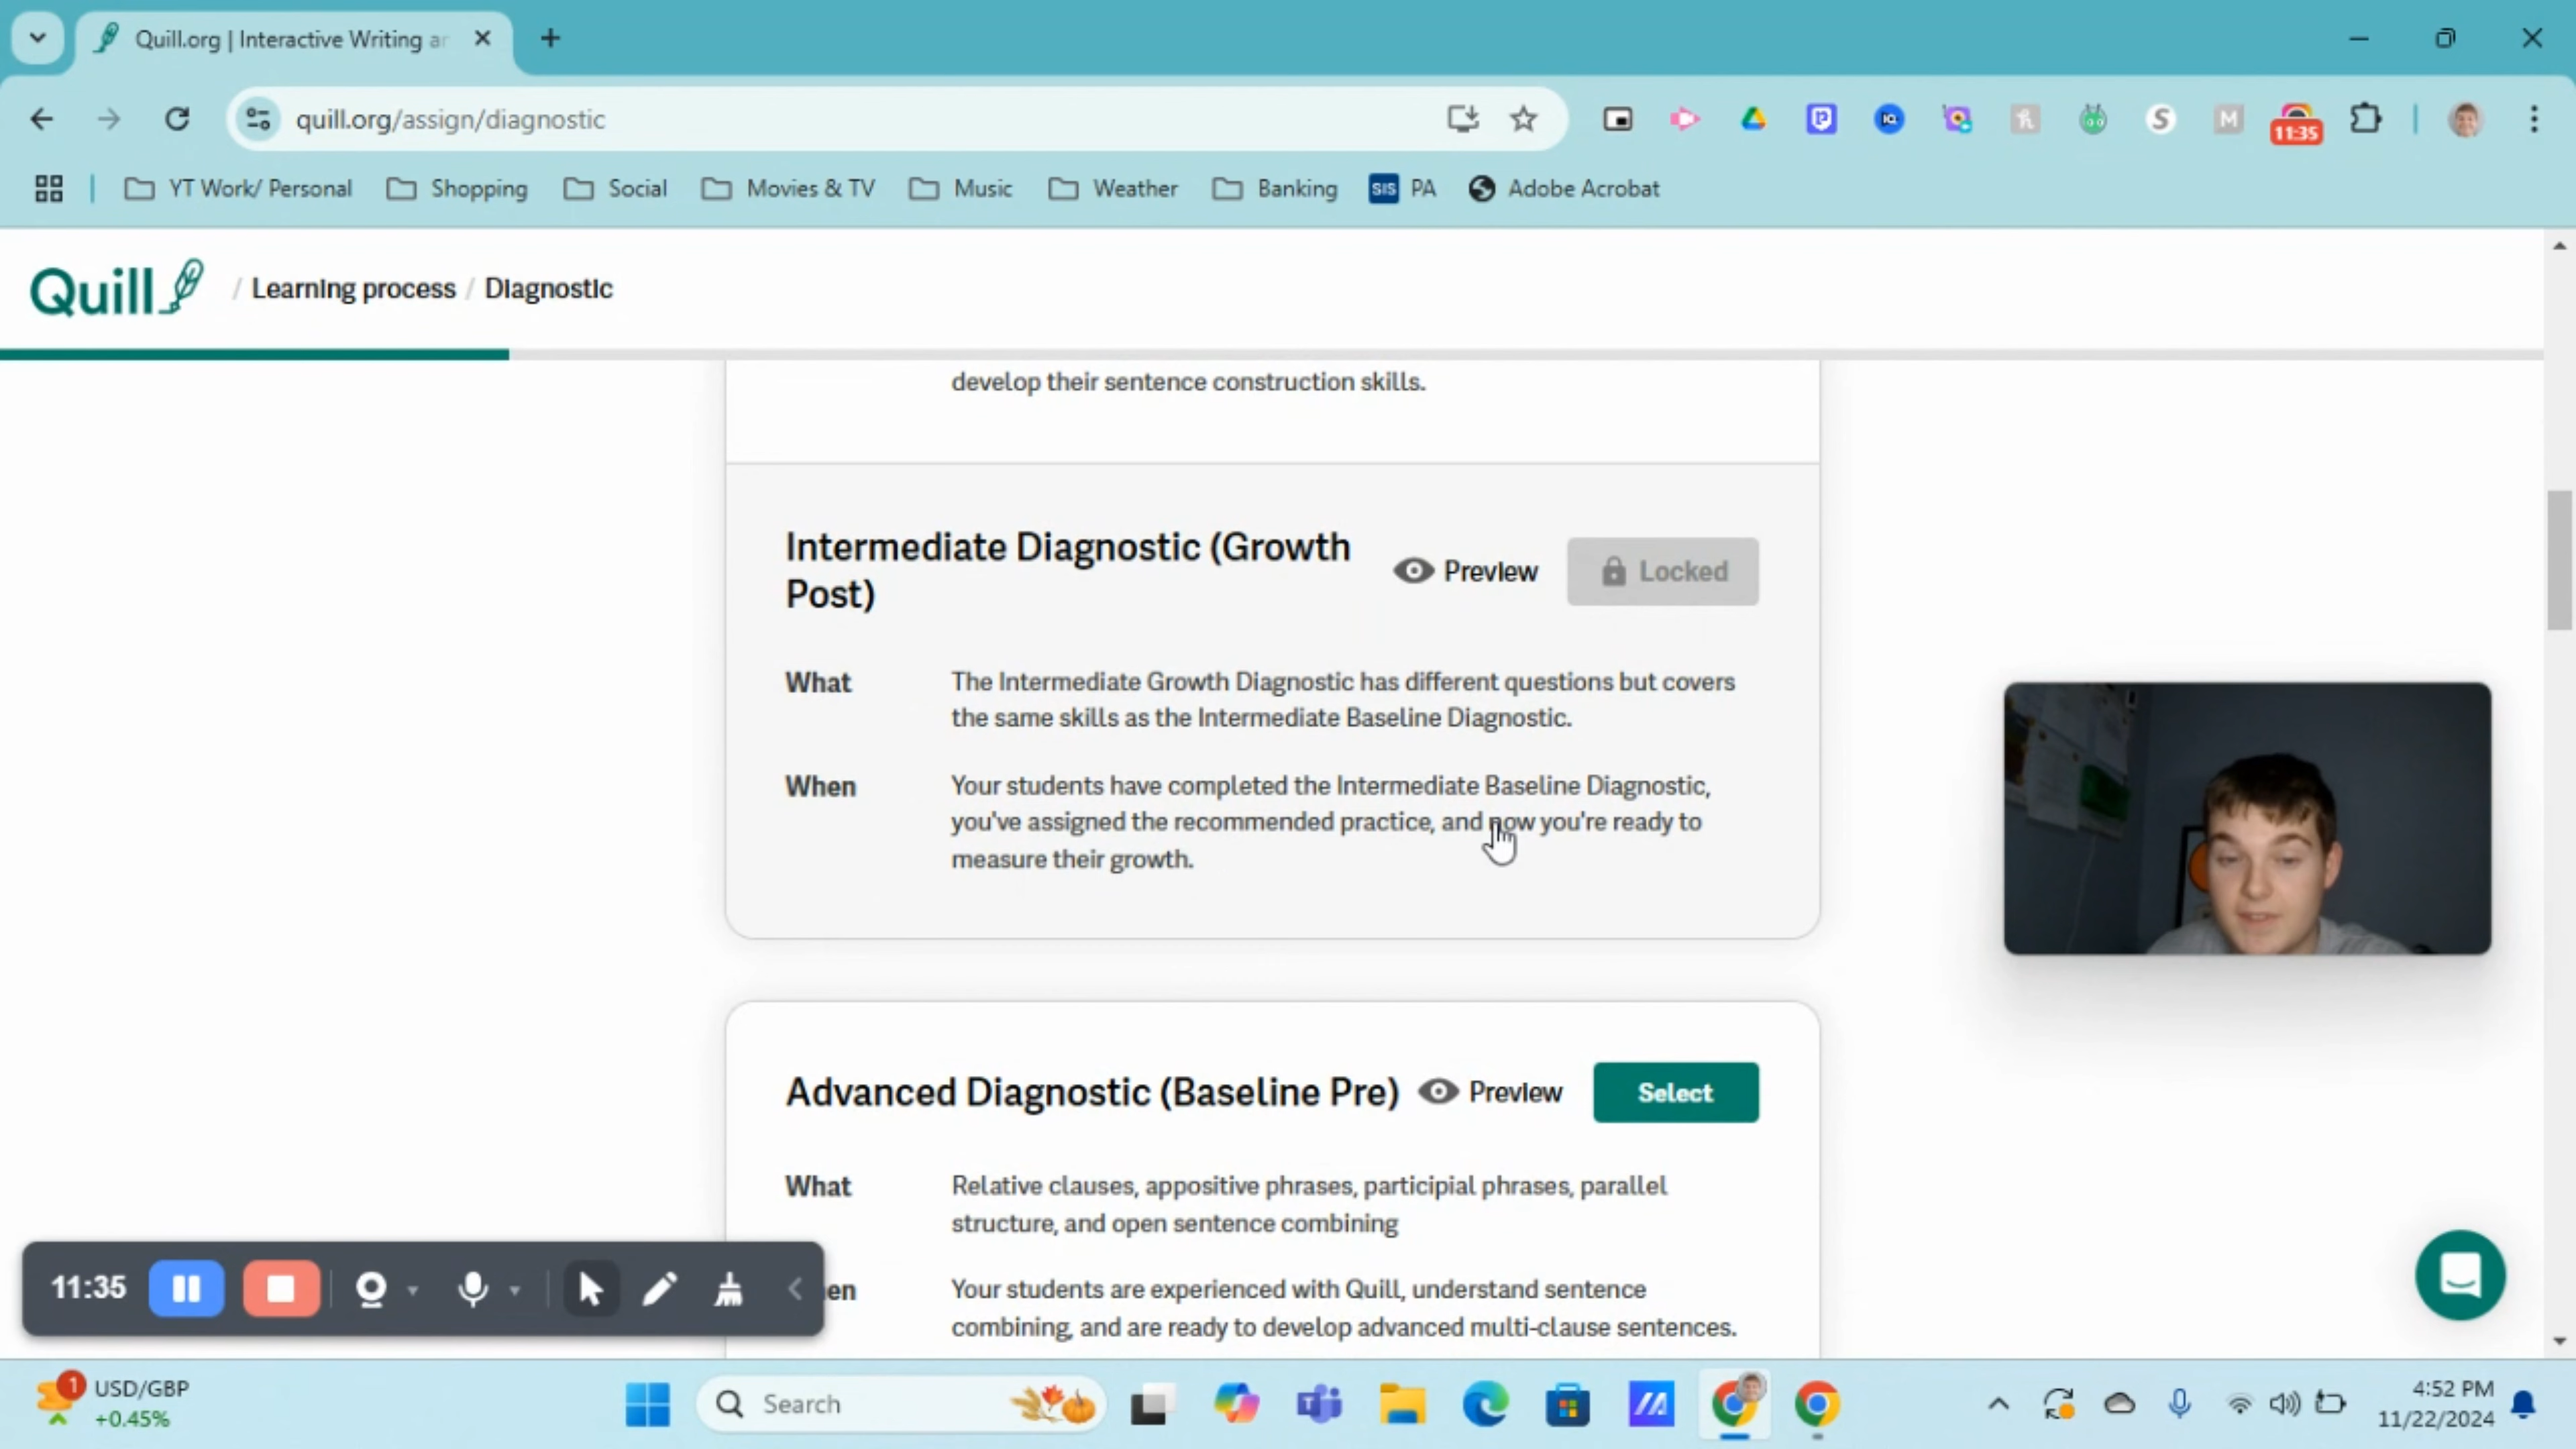 Quill.org | Interactive Writing ar
quill.org/assign/diagnostic
11:35
YT Work/ Personal
Shopping
Social
Movies & TV
Music
Weather
Banking
SIS PA
Adobe Acrobat
Quill / Learning process / Diagnostic
develop their sentence construction skills.
Intermediate Diagnostic (Growth
Post)
Preview
Locked
What
The Intermediate Growth Diagnostic has different questions but covers
the same skills as the Intermediate Baseline Diagnostic.
When
Your students have completed the Intermediate Baseline Diagnostic,
you've assigned the recommended practice, and now you're ready to
measure their growth.
Advanced Diagnostic (Baseline Pre)
Preview
Select
What
Relative clauses, appositive phrases, participial phrases, parallel
structure, and open sentence combining
en
Your students are experienced with Quill, understand sentence
combining, and are ready to develop advanced multi-clause sentences.
11:35
1
USD/GBP
+0.45%
Search
4:52 PM
11/22/2024